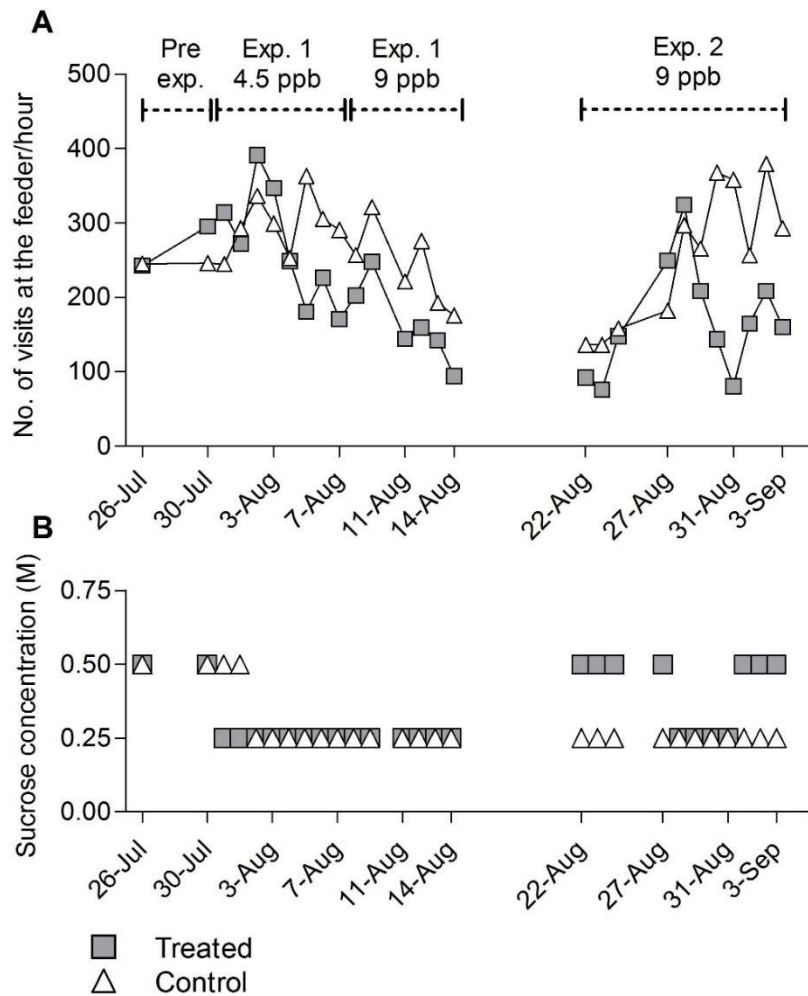 A
Pre exp.
Exp. 1 4.5 ppb
Exp. 1 9 ppb
Exp. 2 9 ppb
No. of visits at the feeder/hour
500
400
300
200
100
0
26-Jul
30-Jul
3-Aug
7-Aug
11-Aug
14-Aug
22-Aug
27-Aug
31-Aug
3-Sep
B
Sucrose concentration (M)
0.75
0.50
0.25
0.00
26-Jul
30-Jul
3-Aug
7-Aug
11-Aug
14-Aug
22-Aug
27-Aug
31-Aug
3-Sep
Treated
Control